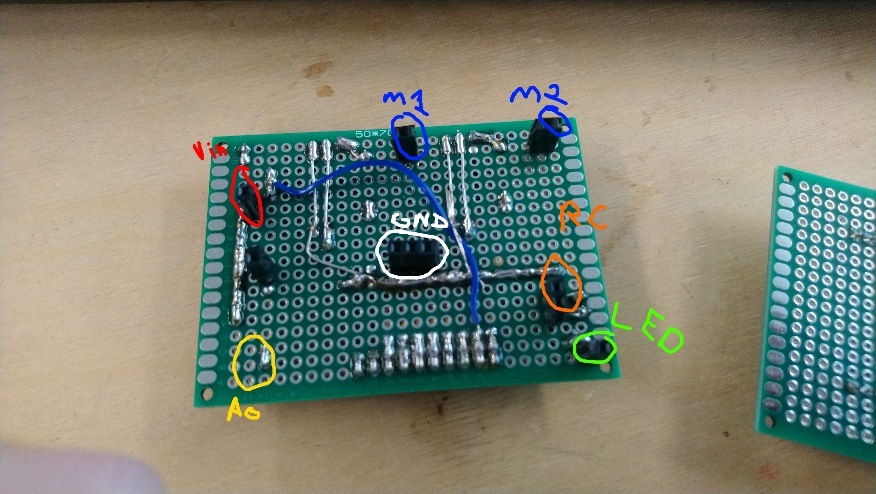 M1
M2
50*70
Vin
GND
RC
LED
A0